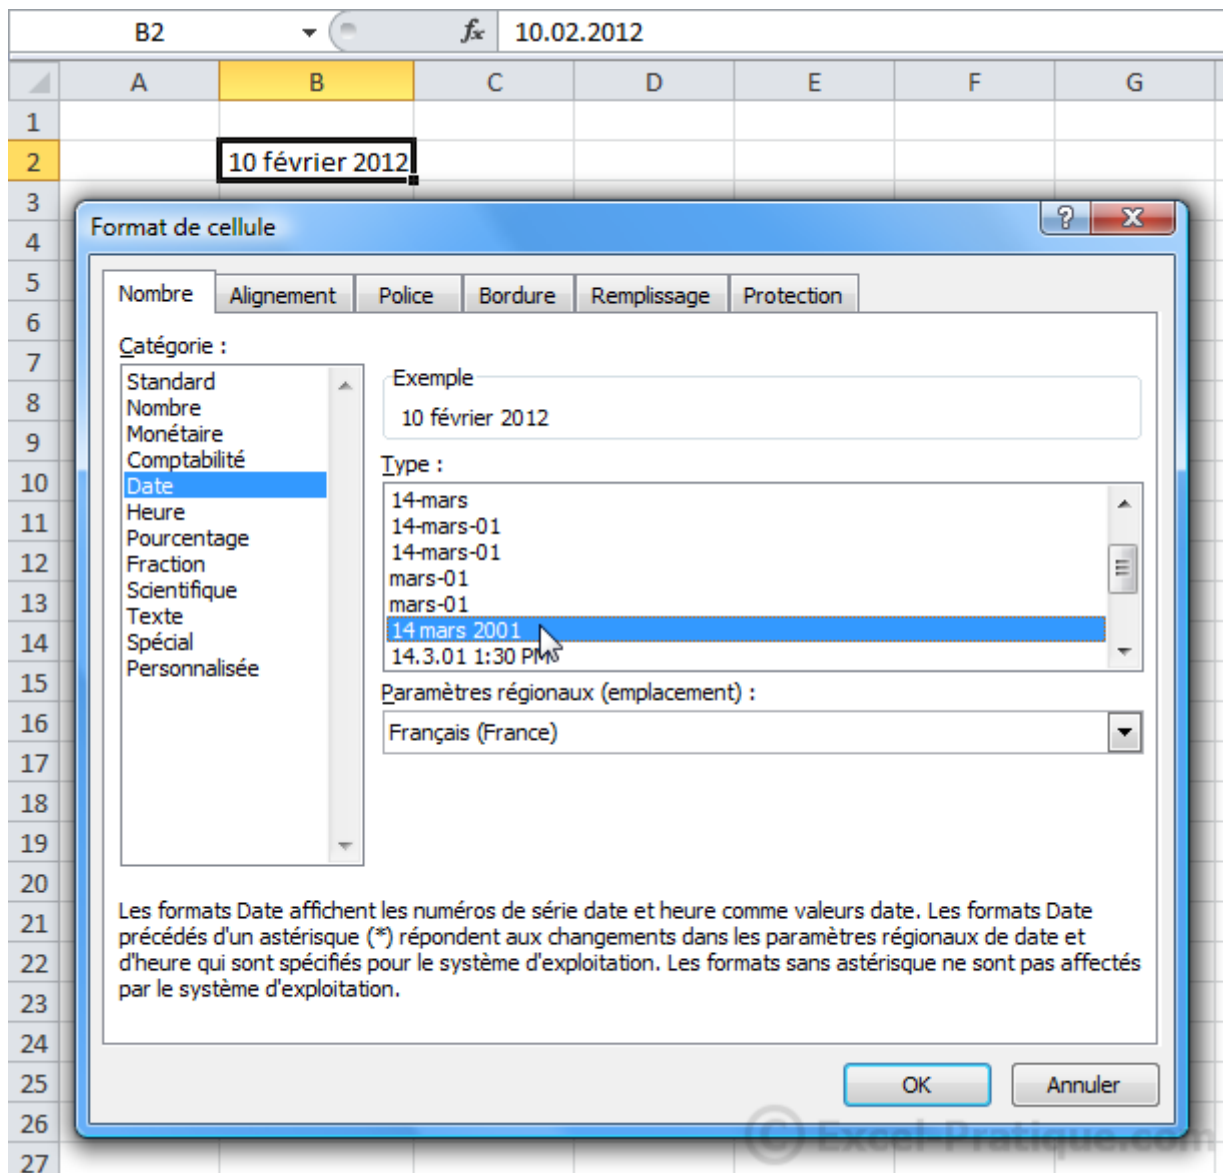 B2 fx 10.02.2012
A B C D E F G
1
2 10 février 2012
3
4
5
6
7
8
9
10
11
12
13
14
15
16
17
18
19
20
21
22
23
24
25
26
27
Format de cellule ? X
Nombre Alignement Police Bordure Remplissage Protection
Catégorie :
Standard
Nombre
Monétaire
Comptabilité
Date
Heure
Pourcentage
Fraction
Scientifique
Texte
Spécial
Personnalisée
Exemple
10 février 2012
Type :
14-mars
14-mars-01
14-mars-01
mars-01
mars-01
14 mars 2001
14.3.01 1:30 PM
Paramètres régionaux (emplacement) :
Français (France)
Les formats Date affichent les numéros de série date et heure comme valeurs date. Les formats Date
précédés d'un astérisque (*) répondent aux changements dans les paramètres régionaux de date et
d'heure qui sont spécifiés pour le système d'exploitation. Les formats sans astérisque ne sont pas affectés
par le système d'exploitation.
OK Annuler
© Excel-Pratique.com